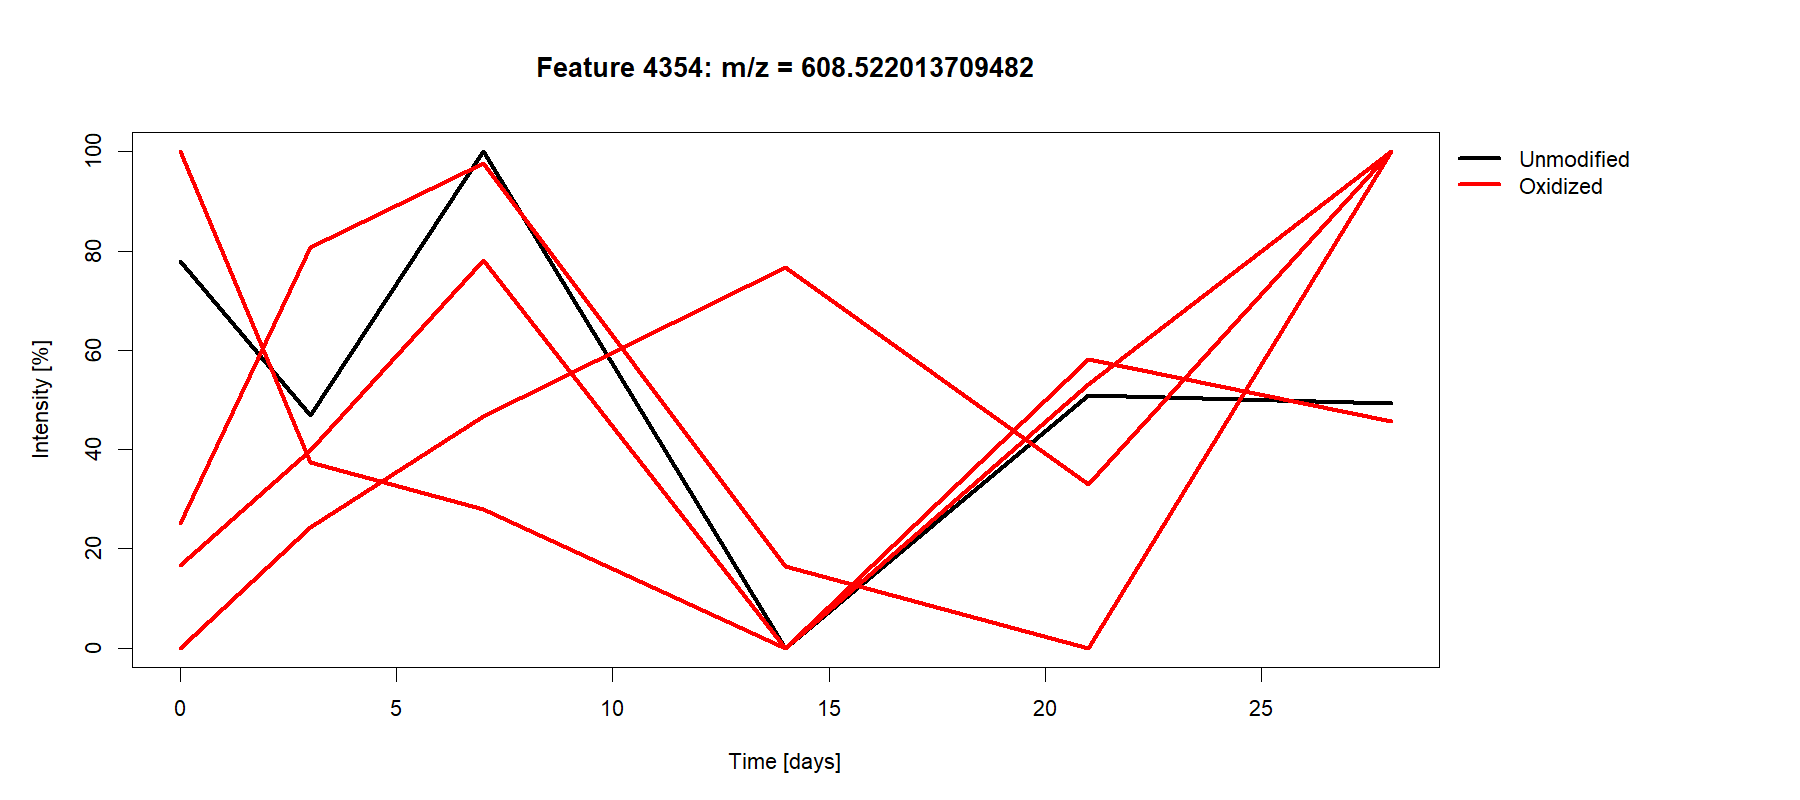 Feature 4354: m/z = 608.522013709482
Unmodified
Oxidized
Intensity [%]
100
80
60
40
20
0
0 5 10 15 20 25
Time [days]